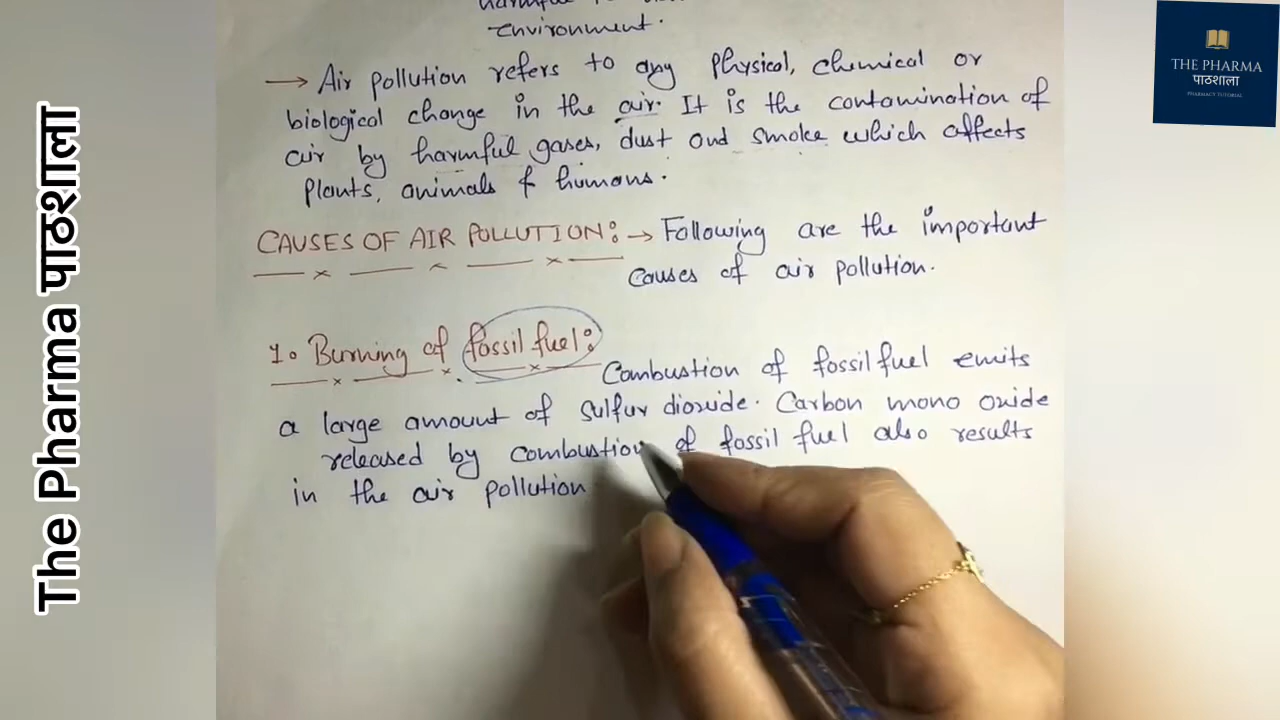 environment.
→ Air pollution refers to any physical, chemical or
biological change in the air. It is the contamination of
air by harmful gases, dust and smoke which affects
plants, animals & humans.
CAUSES OF AIR POLLUTION:→ Following are the important
causes of air pollution.
1. Burning of fossil fuel:
Combustion of fossil fuel emits
a large amount of sulfur dioxide. Carbon mono oxide
released by combustion of fossil fuel also results
in the air pollution
The Pharma पाठशाला
THE PHARMA
पाठशाला
PHARMACY TUTORIAL